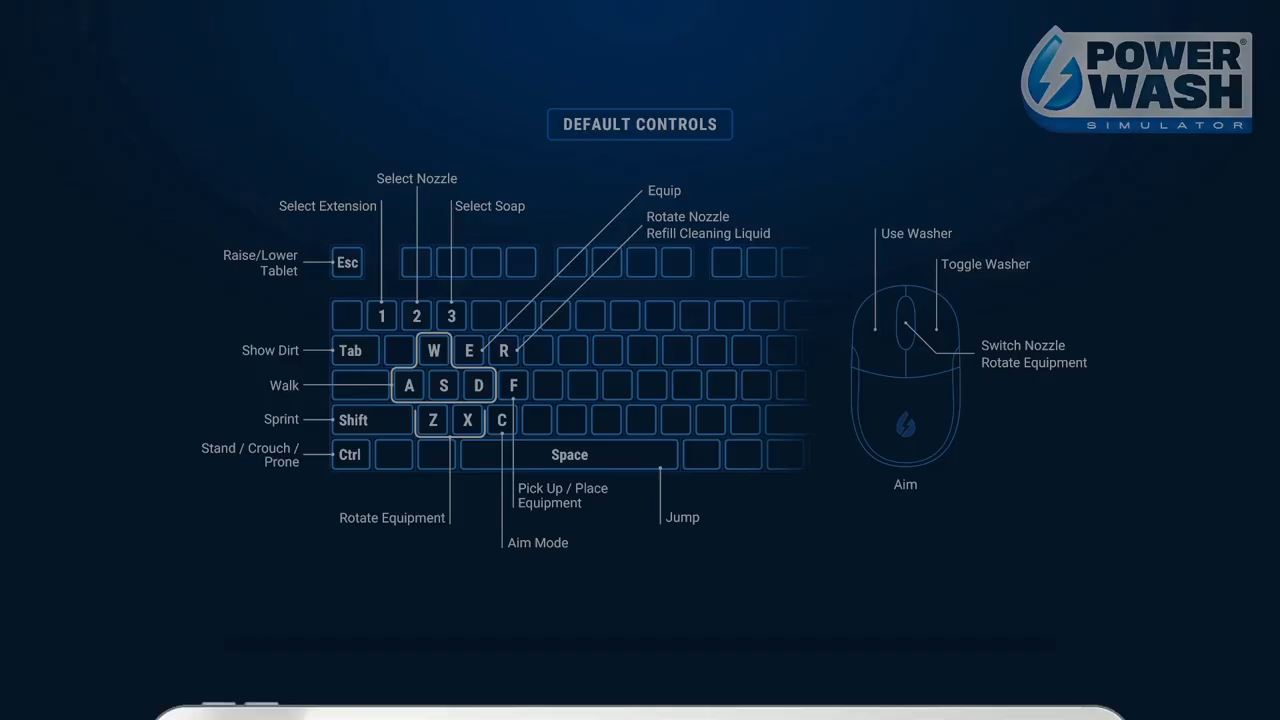 POWER®
WASH
SIMULATOR
DEFAULT CONTROLS
Select Nozzle
Select Extension
Select Soap
Equip
Rotate Nozzle
Refill Cleaning Liquid
Raise/Lower
Tablet
Esc
1 2 3
Show Dirt
Tab W E R
Walk
A S D F
Sprint
Shift Z X C
Stand / Crouch /
Prone
Ctrl Space
Pick Up / Place
Equipment
Rotate Equipment
Jump
Aim Mode
Use Washer
Toggle Washer
Switch Nozzle
Rotate Equipment
Aim